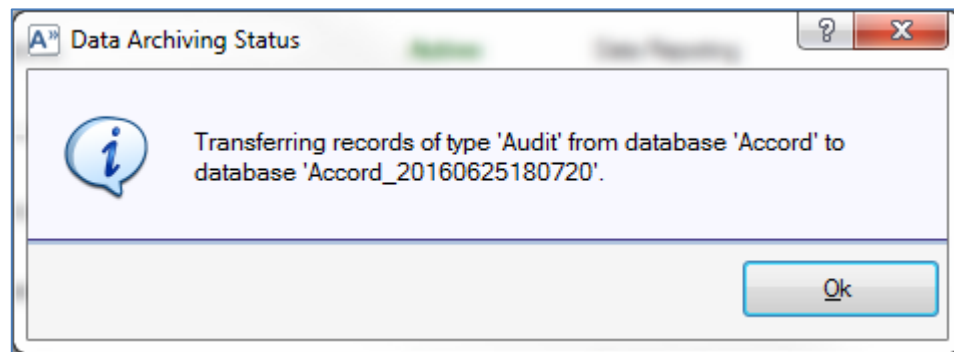 A» Data Archiving Status
?
X
Transferring records of type 'Audit' from database 'Accord' to
database 'Accord_20160625180720'.
Ok